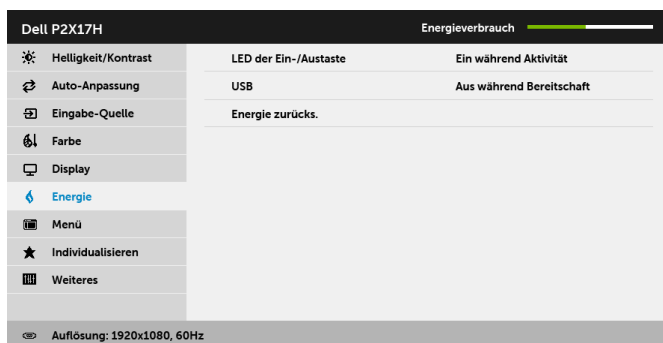 Dell P2X17H
Energieverbrauch
Helligkeit/Kontrast
LED der Ein-/Austaste
Ein während Aktivität
Auto-Anpassung
USB
Aus während Bereitschaft
Eingabe-Quelle
Energie zurücks.
Farbe
Display
Energie
Menü
Individualisieren
Weiteres
Auflösung: 1920x1080, 60Hz